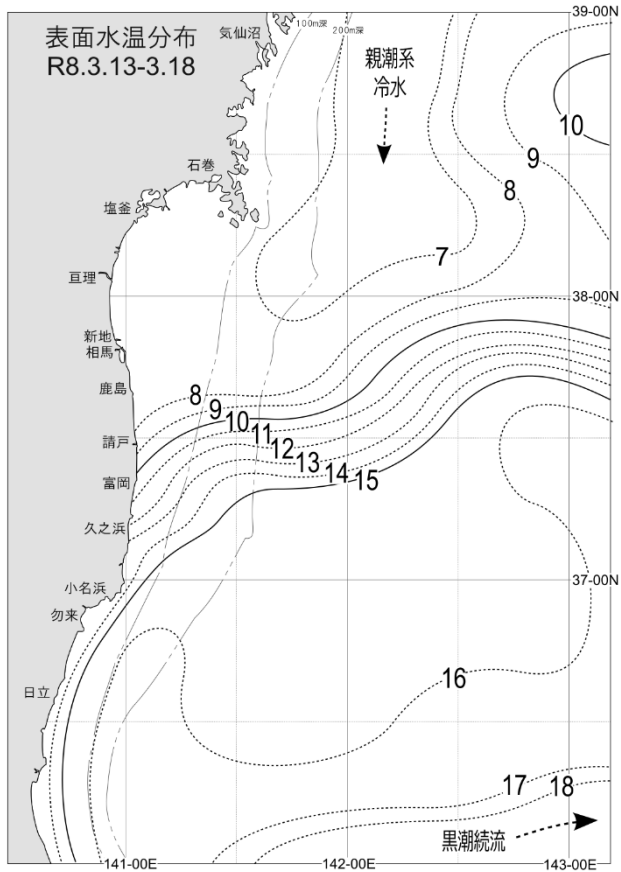 表面水温分布
R8.3.13-3.18
気仙沼
100m深
200m深
39-00N
親潮系
冷水
10
9
8
7
石巻
塩釜
亘理
38-00N
新地
相馬
鹿島
8
9
10
11
12
13
14
15
請戸
富岡
久之浜
37-00N
小名浜
勿来
16
日立
17
18
黒潮続流
141-00E
142-00E
143-00E